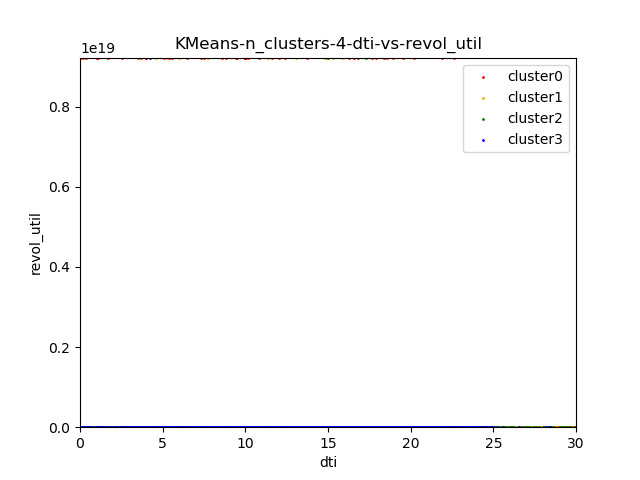 KMeans-n_clusters-4-dti-vs-revol_util
1e19
cluster0
cluster1
cluster2
cluster3
0.8
0.6
0.4
0.2
0.0
revol_util
0 5 10 15 20 25 30
dti